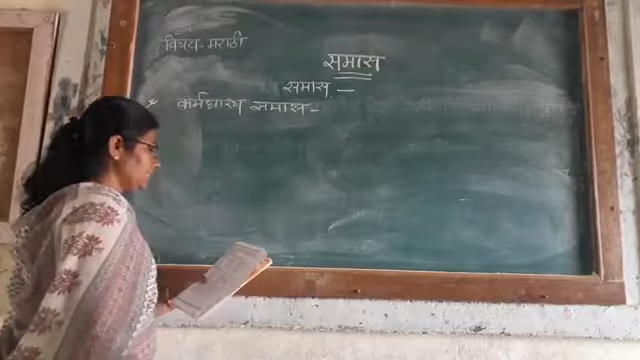 विषय - मराठी
समास
समास. -
* कर्मधारय समास -